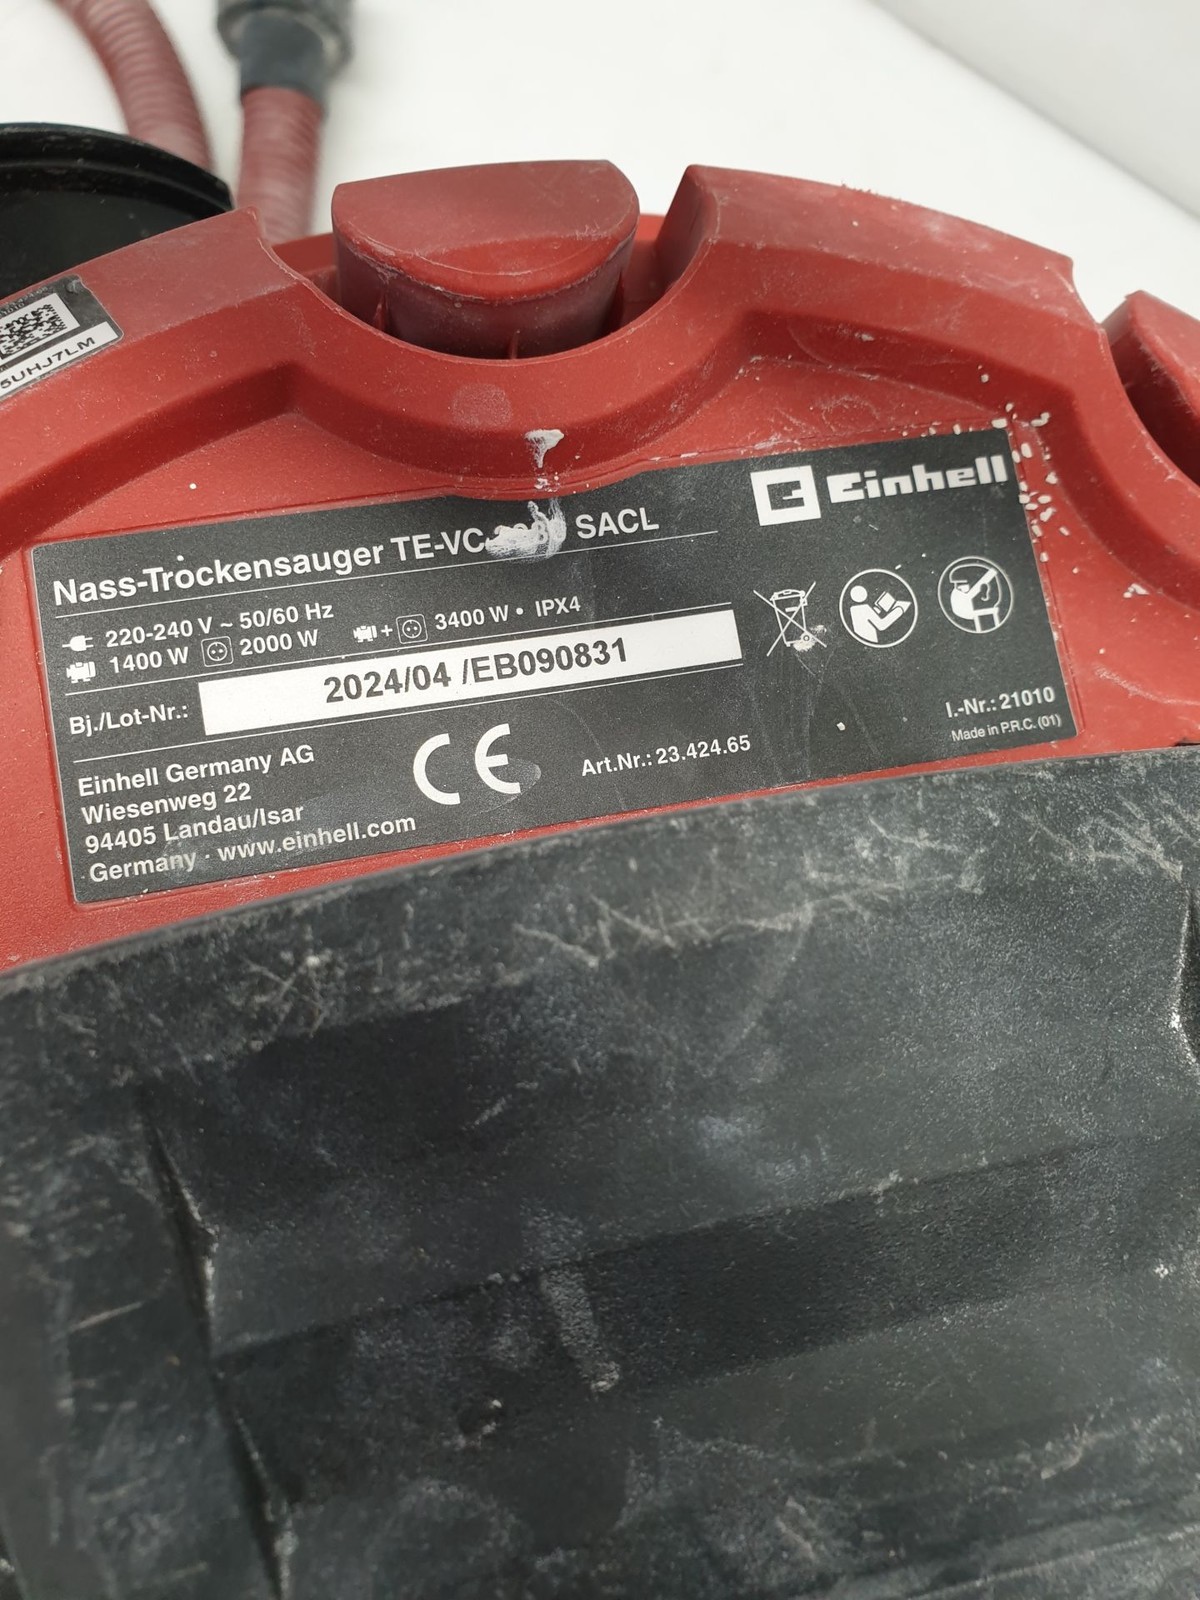 5UHJ7LM
Einhell
Nass-Trockensauger TE-VC SACL
220-240 V ~ 50/60 Hz
1400 W 2000 W + 3400 W • IPX4
Bj./Lot-Nr.: 2024/04 /EB090831
Einhell Germany AG
Wiesenweg 22
94405 Landau/Isar
Germany · www.einhell.com
CE
Art.Nr.: 23.424.65
I.-Nr.: 21010
Made in P.R.C. (01)